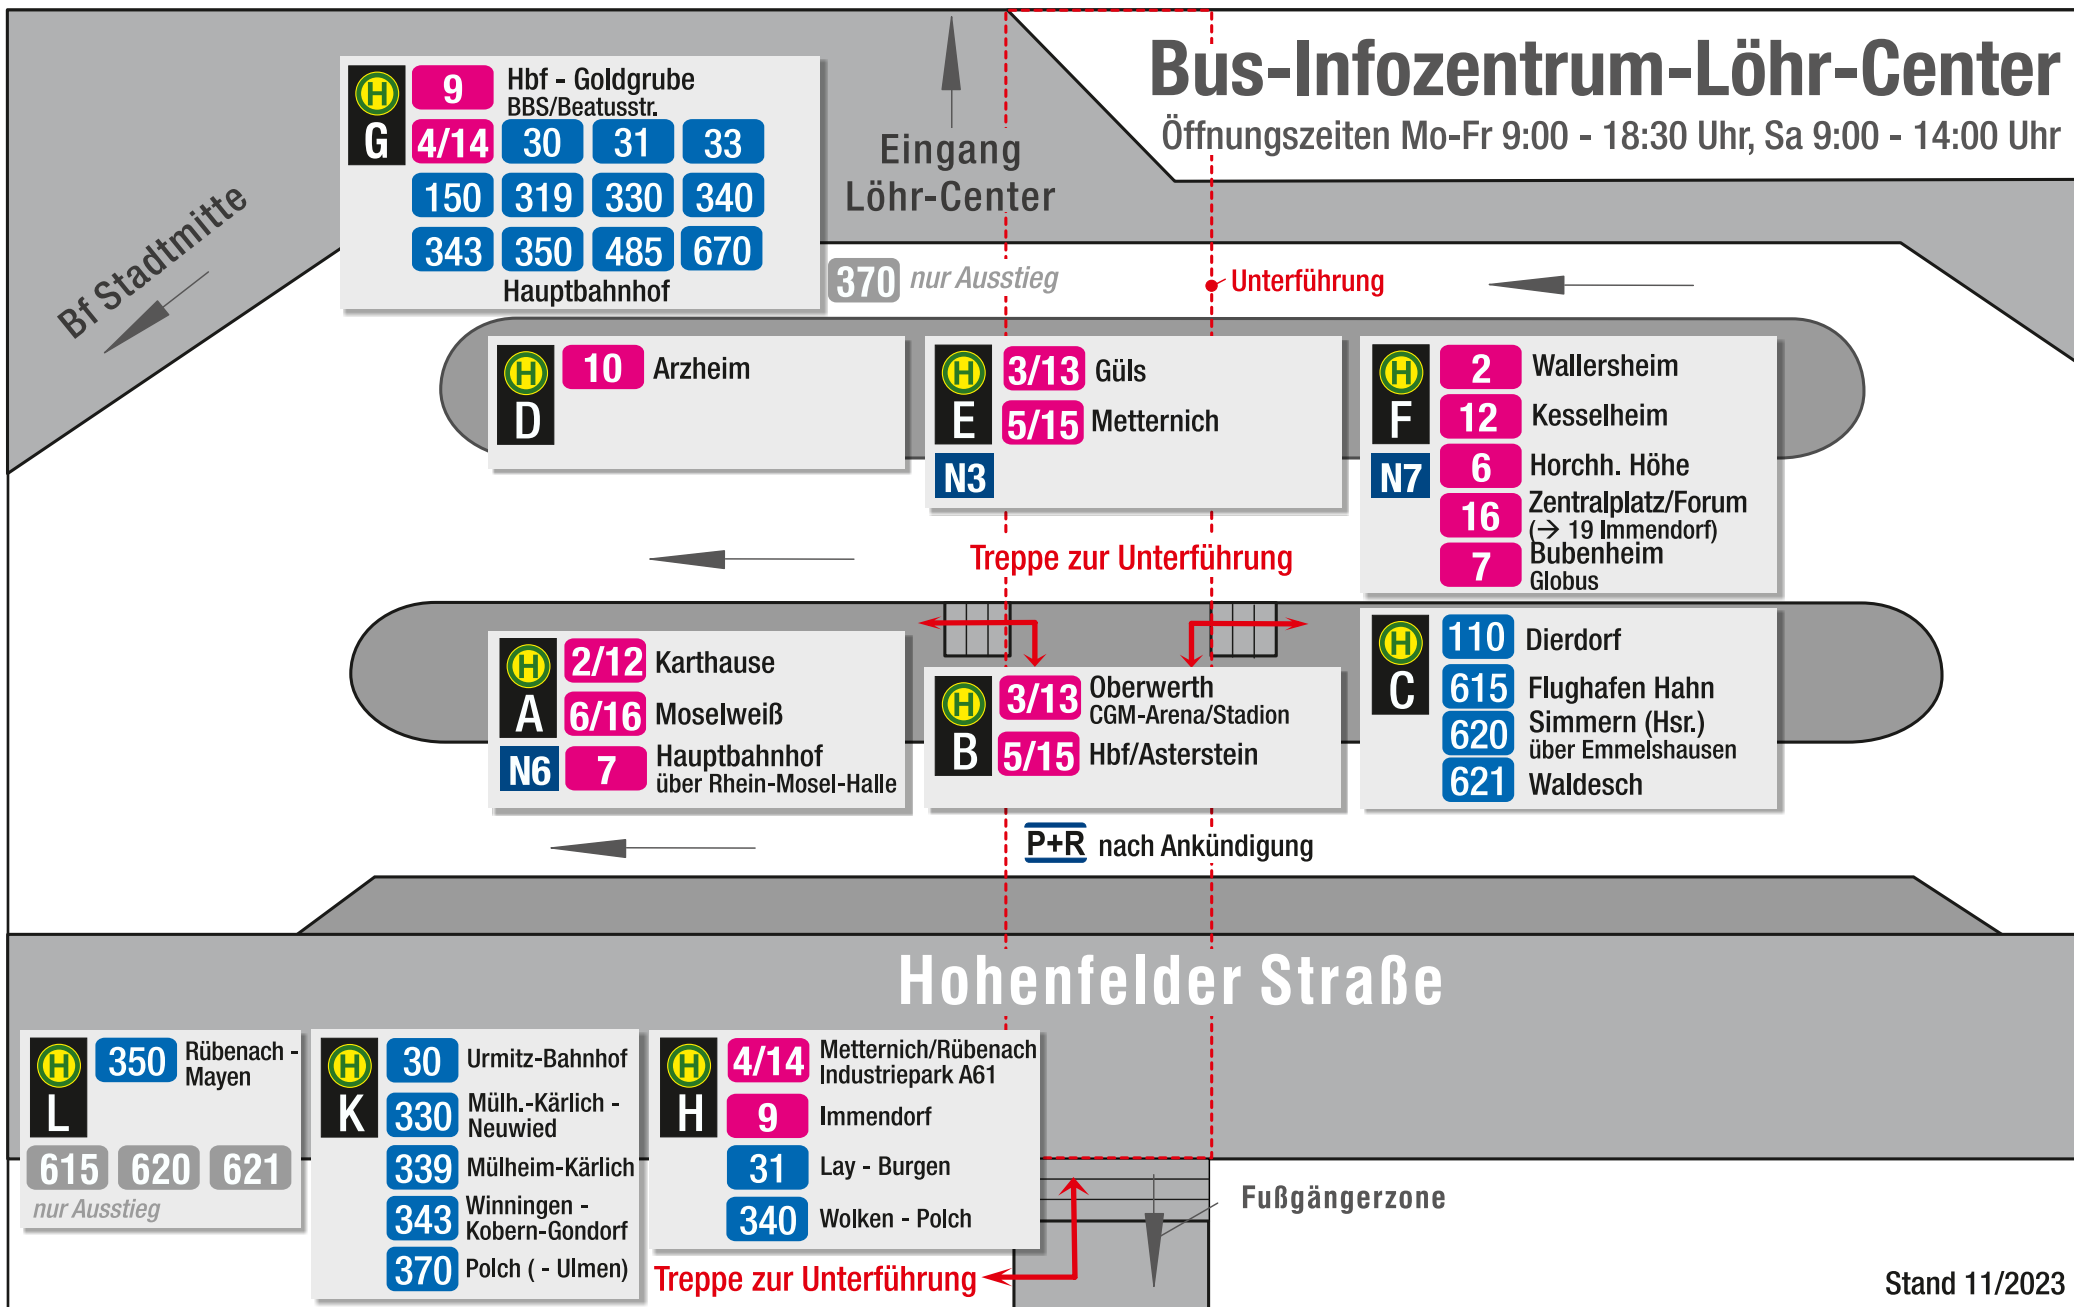 Bus-Infozentrum-Löhr-Center
Öffnungszeiten Mo-Fr 9:00 - 18:30 Uhr, Sa 9:00 - 14:00 Uhr
Eingang
Löhr-Center
Bf Stadtmitte
H
G
9 Hbf - Goldgrube
BBS/Beatusstr.
4/14 30 31 33
150 319 330 340
343 350 485 670
Hauptbahnhof
370 nur Ausstieg
Unterführung
H
D
10 Arzheim
H
E
N3
3/13 Güls
5/15 Metternich
H
F
N7
2 Wallersheim
12 Kesselheim
6 Horchh. Höhe
16 Zentralplatz/Forum
(→ 19 Immendorf)
7 Bubenheim
Globus
Treppe zur Unterführung
H
A
N6
2/12 Karthause
6/16 Moselweiß
7 Hauptbahnhof
über Rhein-Mosel-Halle
H
B
3/13 Oberwerth
CGM-Arena/Stadion
5/15 Hbf/Asterstein
H
C
110 Dierdorf
615 Flughafen Hahn
620 Simmern (Hsr.)
über Emmelshausen
621 Waldesch
P+R nach Ankündigung
Hohenfelder Straße
H
L
350 Rübenach -
Mayen
615 620 621
nur Ausstieg
H
K
30 Urmitz-Bahnhof
330 Mülh.-Kärlich -
Neuwied
339 Mülheim-Kärlich
343 Winningen -
Kobern-Gondorf
370 Polch ( - Ulmen)
H
H
4/14 Metternich/Rübenach
Industriepark A61
9 Immendorf
31 Lay - Burgen
340 Wolken - Polch
Treppe zur Unterführung
Fußgängerzone
Stand 11/2023